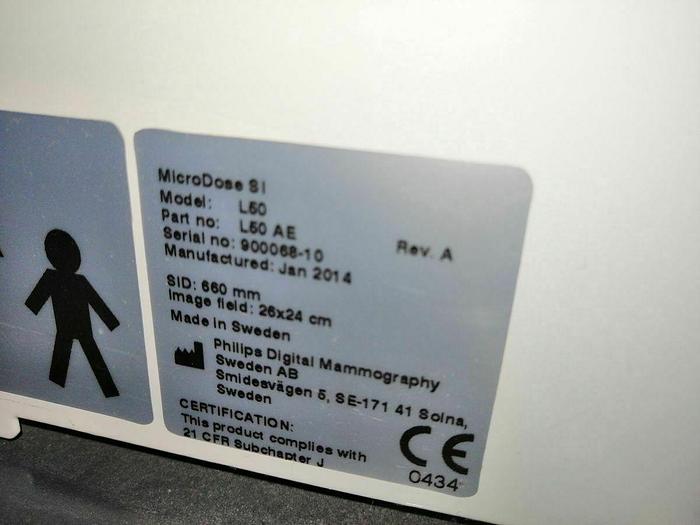 MicroDose SI
Model: L50
Part no: L50 AE Rev. A
Serial no: 900068-10
Manufactured: Jan 2014
SID: 660 mm
Image field: 26x24 cm
Made in Sweden
Philips Digital Mammography
Sweden AB
Smidesvägen 5, SE-171 41 Solna,
Sweden
CERTIFICATION:
This product complies with
21 CFR Subchapter J
CE
0434